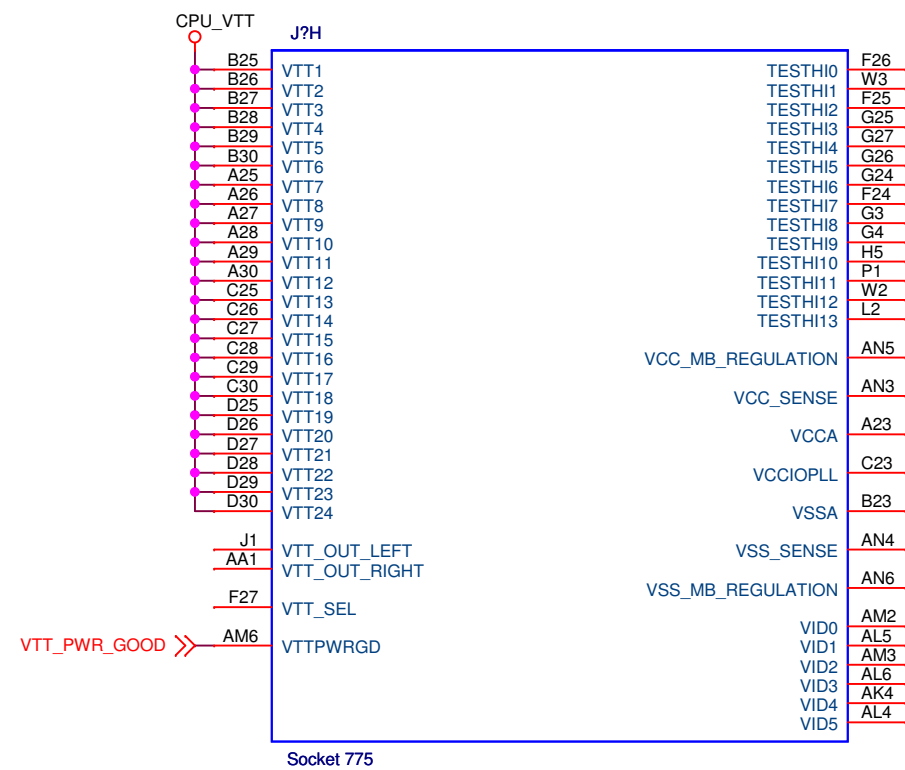 CPU_VTT
J?H
B25 VTT1 TESTHI0 F26
B26 VTT2 TESTHI1 W3
B27 VTT3 TESTHI2 F25
B28 VTT4 TESTHI3 G25
B29 VTT5 TESTHI4 G27
B30 VTT6 TESTHI5 G26
A25 VTT7 TESTHI6 G24
A26 VTT8 TESTHI7 F24
A27 VTT9 TESTHI8 G3
A28 VTT10 TESTHI9 G4
A29 VTT11 TESTHI10 H5
A30 VTT12 TESTHI11 P1
C25 VTT13 TESTHI12 W2
C26 VTT14 TESTHI13 L2
C27 VTT15
C28 VTT16 VCC_MB_REGULATION AN5
C29 VTT17
C30 VTT18 VCC_SENSE AN3
D25 VTT19
D26 VTT20 VCCA A23
D27 VTT21
D28 VTT22 VCCIOPLL C23
D29 VTT23
D30 VTT24 VSSA B23
J1 VTT_OUT_LEFT VSS_SENSE AN4
AA1 VTT_OUT_RIGHT
VSS_MB_REGULATION AN6
F27 VTT_SEL
VID0 AM2
VTT_PWR_GOOD AM6 VTTPWRGD VID1 AL5
VID2 AM3
VID3 AL6
VID4 AK4
VID5 AL4
Socket 775